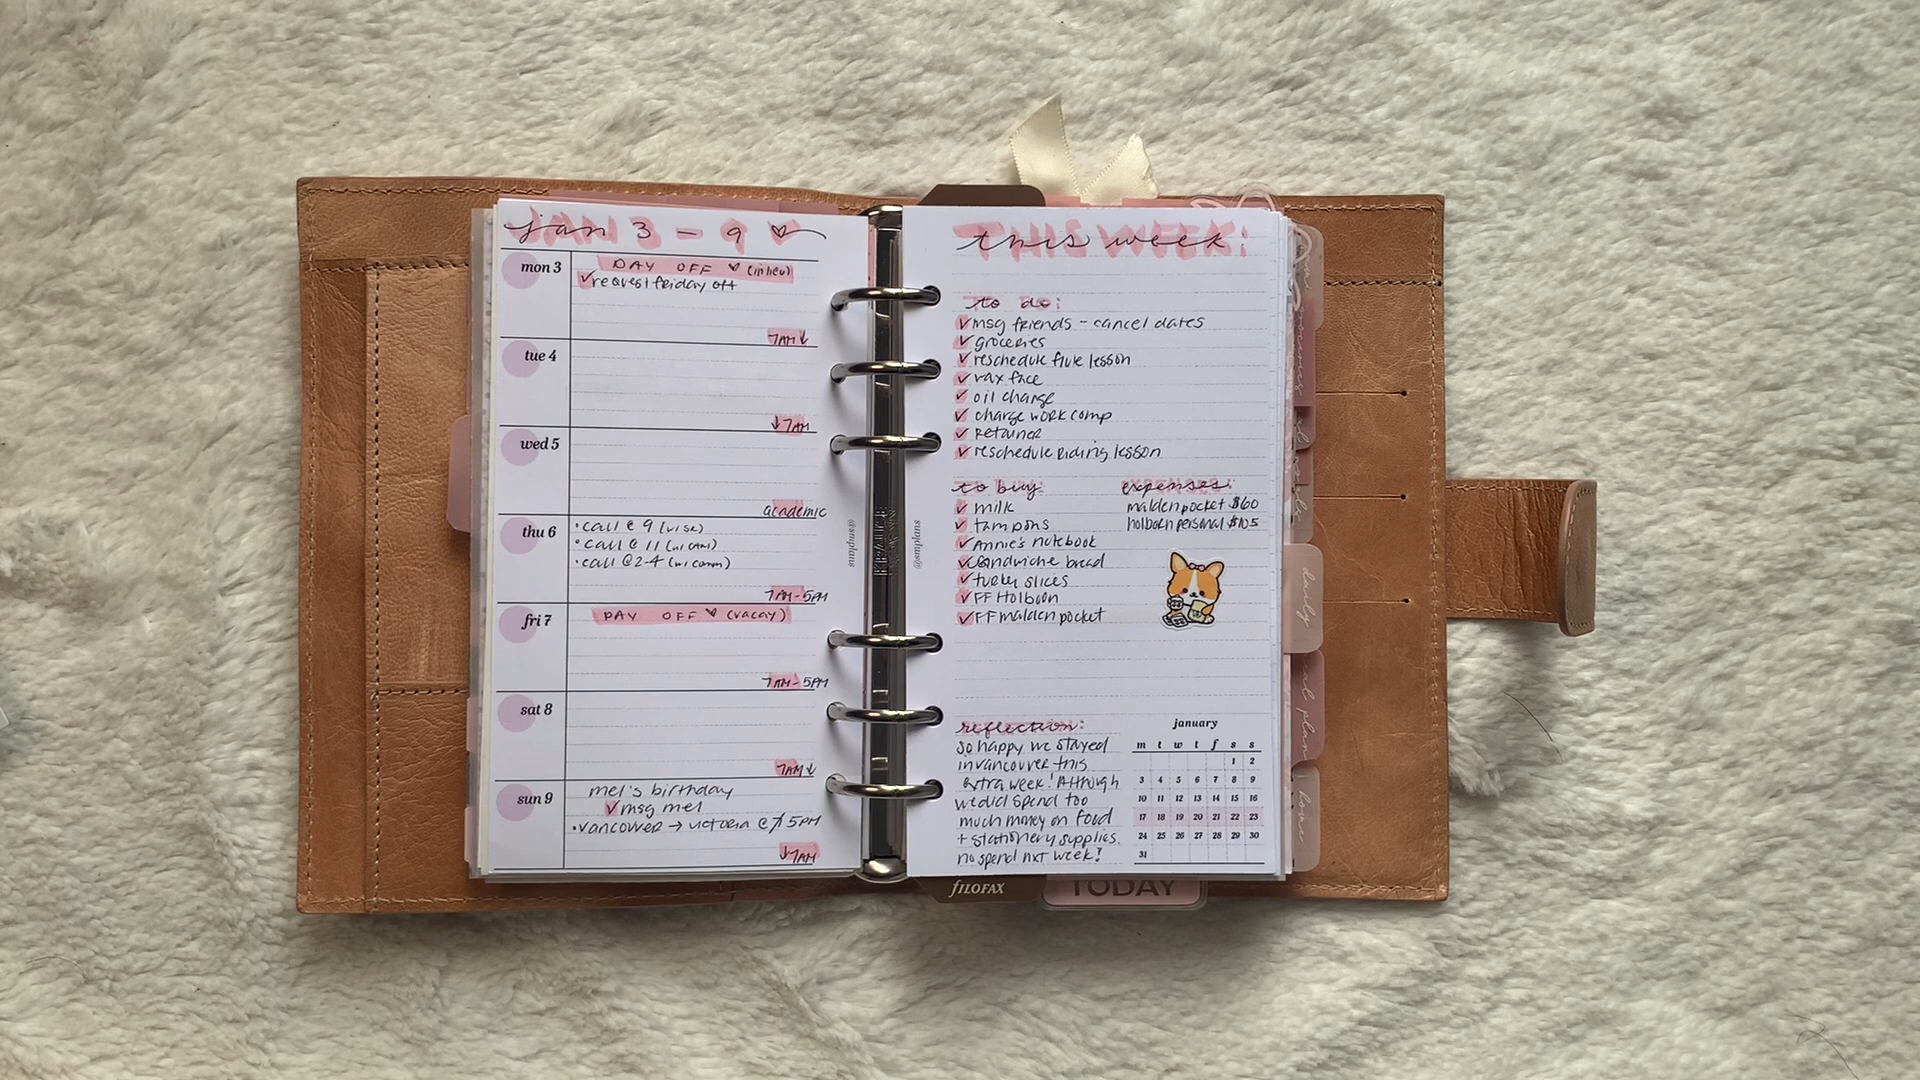 jan 3 - 9
mon 3
DAY OFF (in lieu)
request friday off
7AM ↓
tue 4
↓ 7AM
wed 5
academic
thu 6
• call @ 9
• call @ 11
• call @ 2-4 (w/ comm)
7AM-5PM
fri 7
DAY OFF (vacay)
7AM-5PM
sat 8
7AM ↓
sun 9
mel's birthday
msg mel
• vancouver → victoria @ 5PM
↓ 7AM
@smplans
this week:
to do:
msg friends - cancel dates
groceries
reschedule flute lesson
wax face
oil change
charge work comp
retainer
reschedule riding lesson
to buy:
milk
tampons
Annie's notebook
sandwiche bread
turkey slices
FF Holborn
FF malden pocket
expenses:
malden pocket $60
holborn personal $105
reflection:
so happy we stayed
in vancouver this
extra week! Although
we did spend too
much money on food
+ stationery supplies.
no spend nxt week!
january
m t w t f s s
1 2
3 4 5 6 7 8 9
10 11 12 13 14 15 16
17 18 19 20 21 22 23
24 25 26 27 28 29 30
31
@smplans
daily
home
fILOFAX
TODAY